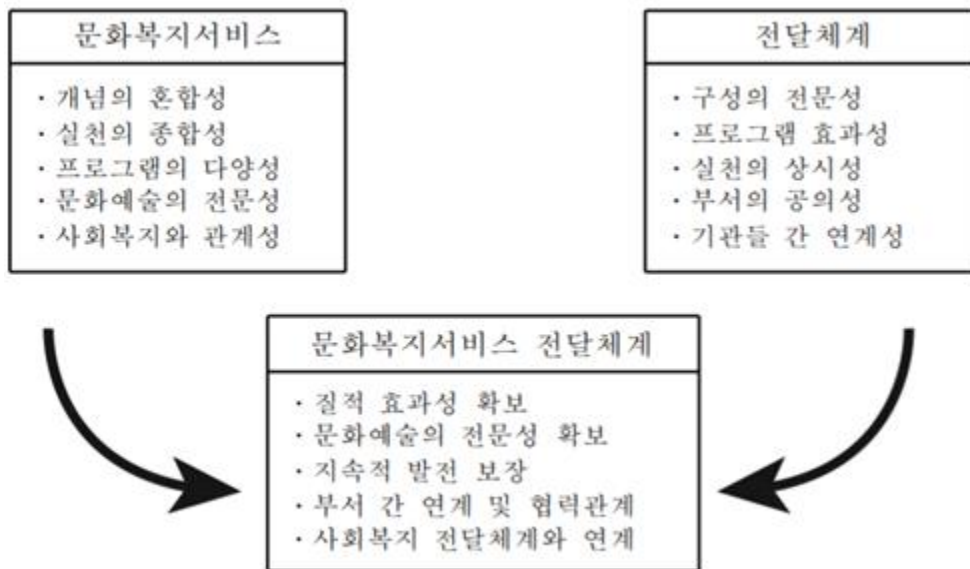 문화복지서비스
· 개념의 혼합성
· 실천의 종합성
· 프로그램의 다양성
· 문화예술의 전문성
· 사회복지와 관계성
전달체계
· 구성의 전문성
· 프로그램 효과성
· 실천의 상시성
· 부서의 공의성
· 기관들 간 연계성
문화복지서비스 전달체계
· 질적 효과성 확보
· 문화예술의 전문성 확보
· 지속적 발전 보장
· 부서 간 연계 및 협력관계
· 사회복지 전달체계와 연계